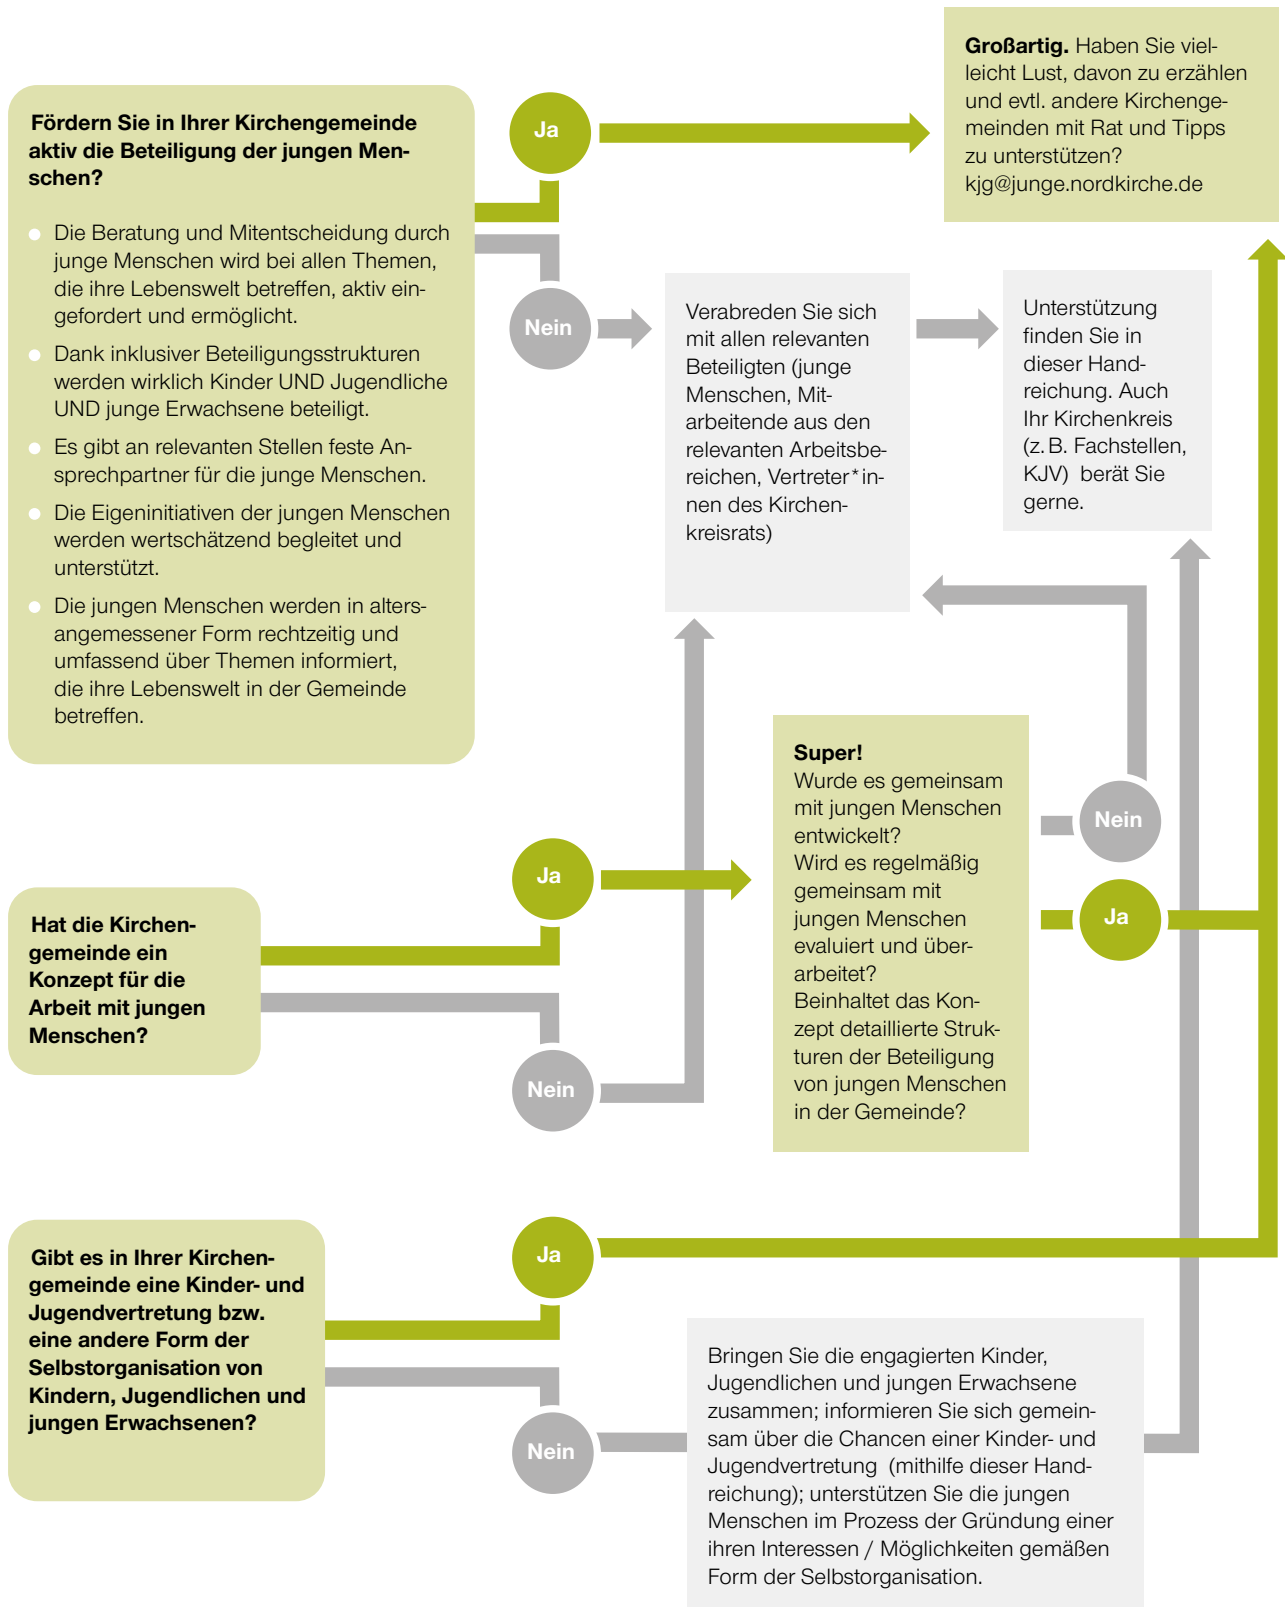 Fördern Sie in Ihrer Kirchengemeinde
aktiv die Beteiligung der jungen Men-
schen?
Die Beratung und Mitentscheidung durch
junge Menschen wird bei allen Themen,
die ihre Lebenswelt betreffen, aktiv ein-
gefordert und ermöglicht.
Dank inklusiver Beteiligungsstrukturen
werden wirklich Kinder UND Jugendliche
UND junge Erwachsene beteiligt.
Es gibt an relevanten Stellen feste An-
sprechpartner für die junge Menschen.
Die Eigeninitiativen der jungen Menschen
werden wertschätzend begleitet und
unterstützt.
Die jungen Menschen werden in alters-
angemessener Form rechtzeitig und
umfassend über Themen informiert,
die ihre Lebenswelt in der Gemeinde
betreffen.
Ja
Großartig. Haben Sie viel-
leicht Lust, davon zu erzählen
und evtl. andere Kirchenge-
meinden mit Rat und Tipps
zu unterstützen?
kjg@junge.nordkirche.de
Nein
Verabreden Sie sich
mit allen relevanten
Beteiligten (junge
Menschen, Mit-
arbeitende aus den
relevanten Arbeitsbe-
reichen, Vertreter*in-
nen des Kirchen-
kreisrats)
Unterstützung
finden Sie in
dieser Hand-
reichung. Auch
Ihr Kirchenkreis
(z. B. Fachstellen,
KJV) berät Sie
gerne.
Hat die Kirchen-
gemeinde ein
Konzept für die
Arbeit mit jungen
Menschen?
Ja
Nein
Super!
Wurde es gemeinsam
mit jungen Menschen
entwickelt?
Wird es regelmäßig
gemeinsam mit
jungen Menschen
evaluiert und über-
arbeitet?
Beinhaltet das Kon-
zept detaillierte Struk-
turen der Beteiligung
von jungen Menschen
in der Gemeinde?
Nein
Ja
Gibt es in Ihrer Kirchen-
gemeinde eine Kinder- und
Jugendvertretung bzw.
eine andere Form der
Selbstorganisation von
Kindern, Jugendlichen und
jungen Erwachsenen?
Ja
Nein
Bringen Sie die engagierten Kinder,
Jugendlichen und jungen Erwachsene
zusammen; informieren Sie sich gemein-
sam über die Chancen einer Kinder- und
Jugendvertretung (mithilfe dieser Hand-
reichung); unterstützen Sie die jungen
Menschen im Prozess der Gründung einer
ihren Interessen / Möglichkeiten gemäßen
Form der Selbstorganisation.